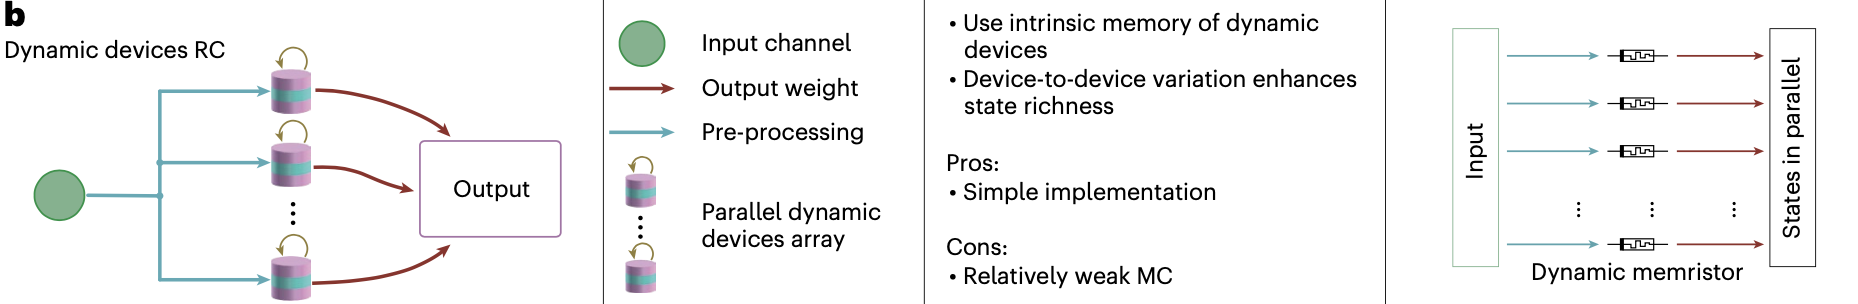 b
Dynamic devices RC
Output
Input channel
Output weight
Pre-processing
Parallel dynamic
devices array
• Use intrinsic memory of dynamic
devices
• Device-to-device variation enhances
state richness
Pros:
• Simple implementation
Cons:
• Relatively weak MC
Input
States in parallel
Dynamic memristor